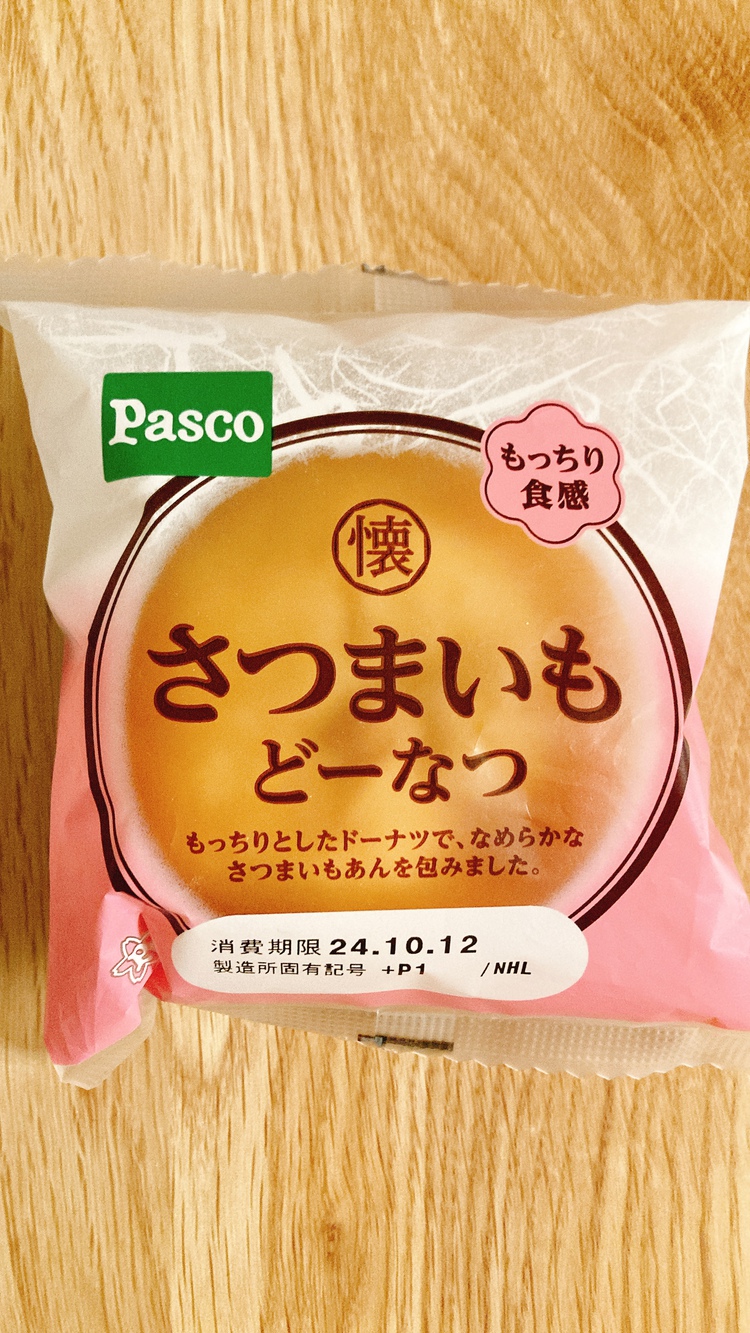 Pasco
もっちり
食感
懐
さつまいも
どーなつ
もっちりとしたドーナツで、なめらかな
さつまいもあんを包みました。
消費期限 24.10.12
製造所固有記号 +P1 /NHL